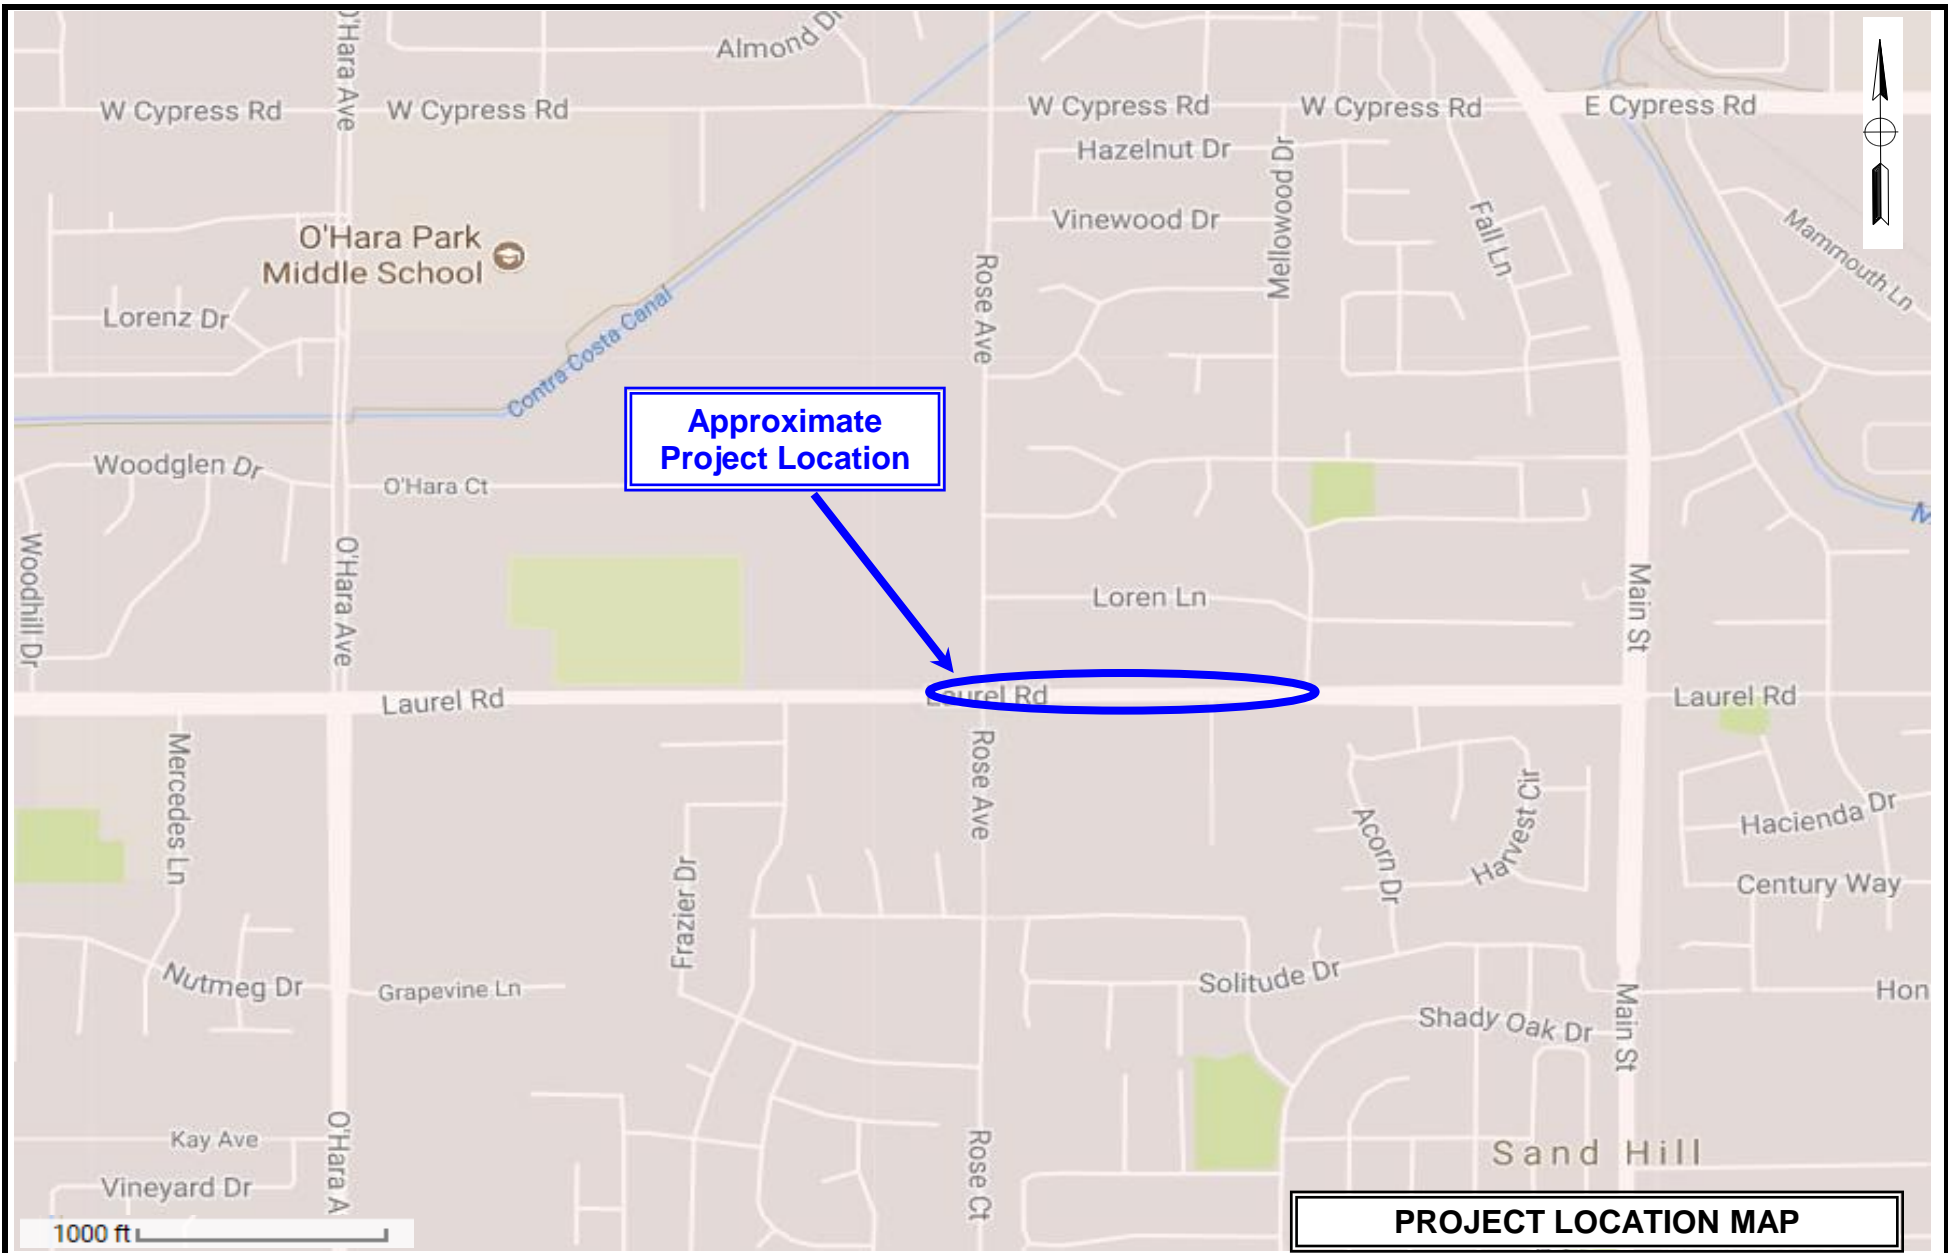 O'Hara Ave
Almond Dr
W Cypress Rd
W Cypress Rd
W Cypress Rd
W Cypress Rd
E Cypress Rd
Hazelnut Dr
Mellowood Dr
Vinewood Dr
Fall Ln
Mammouth Ln
O'Hara Park
Middle School
Rose Ave
Lorenz Dr
Contra Costa Canal
Approximate
Project Location
Woodglen Dr
O'Hara Ct
M
Woodhill Dr
O'Hara Ave
Loren Ln
Main St
Laurel Rd
Laurel Rd
Laurel Rd
Mercedes Ln
Rose Ave
Acorn Dr
Harvest Cir
Hacienda Dr
Century Way
Frazier Dr
Nutmeg Dr
Grapevine Ln
Solitude Dr
Hon
Shady Oak Dr
Main St
Kay Ave
O'Hara A
Rose Ct
Sand Hill
Vineyard Dr
1000 ft
PROJECT LOCATION MAP